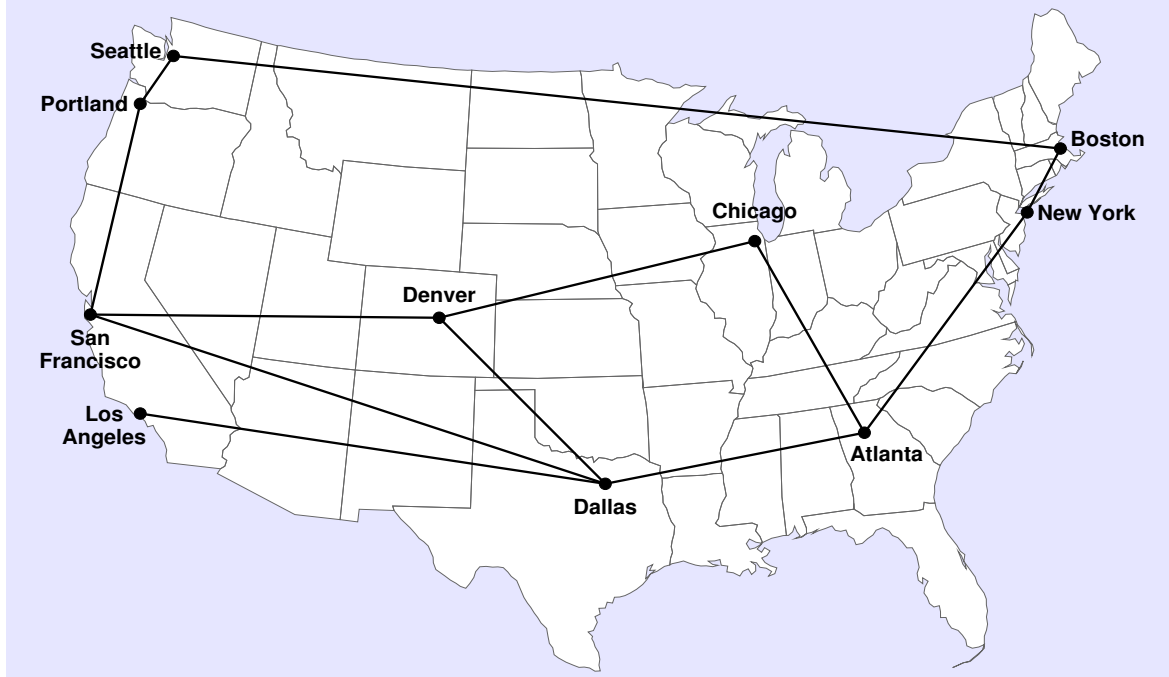 Seattle
Portland
Boston
New York
Chicago
Denver
San
Francisco
Los
Angeles
Atlanta
Dallas